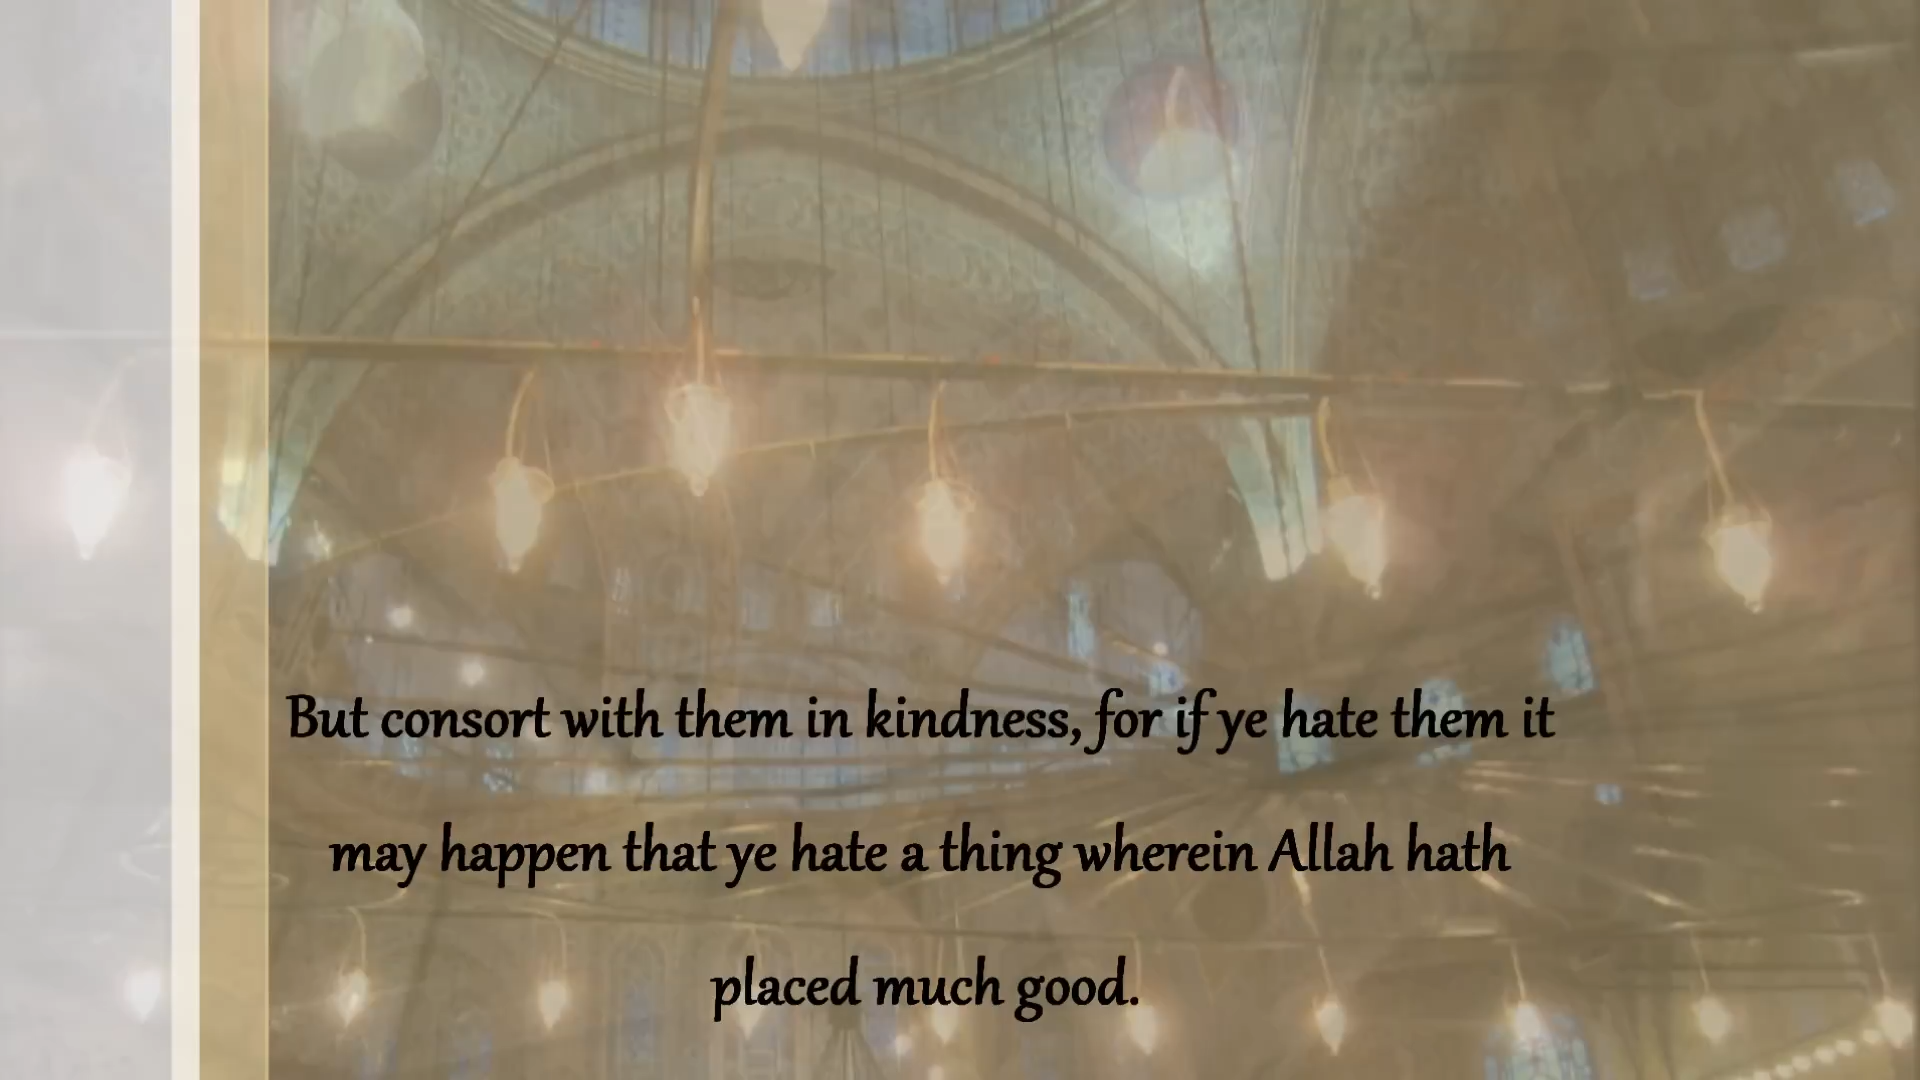 But consort with them in kindness, for if ye hate them it
may happen that ye hate a thing wherein Allah hath
placed much good.